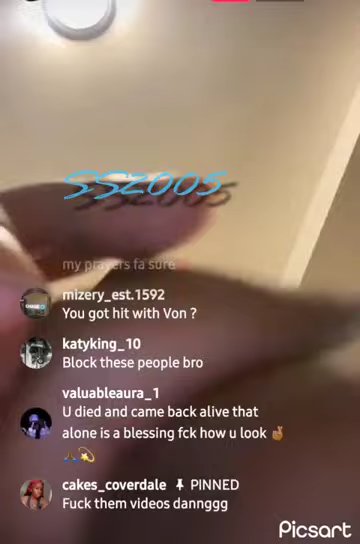 SS2005
my prayers fa sure
mizery_est.1592
You got hit with Von ?
katyking_10
Block these people bro
valuableaura_1
U died and came back alive that
alone is a blessing fck how u look 🤞🏽
🙏🏾💫
cakes_coverdale 📌 PINNED
Fuck them videos dannggg
Picsart